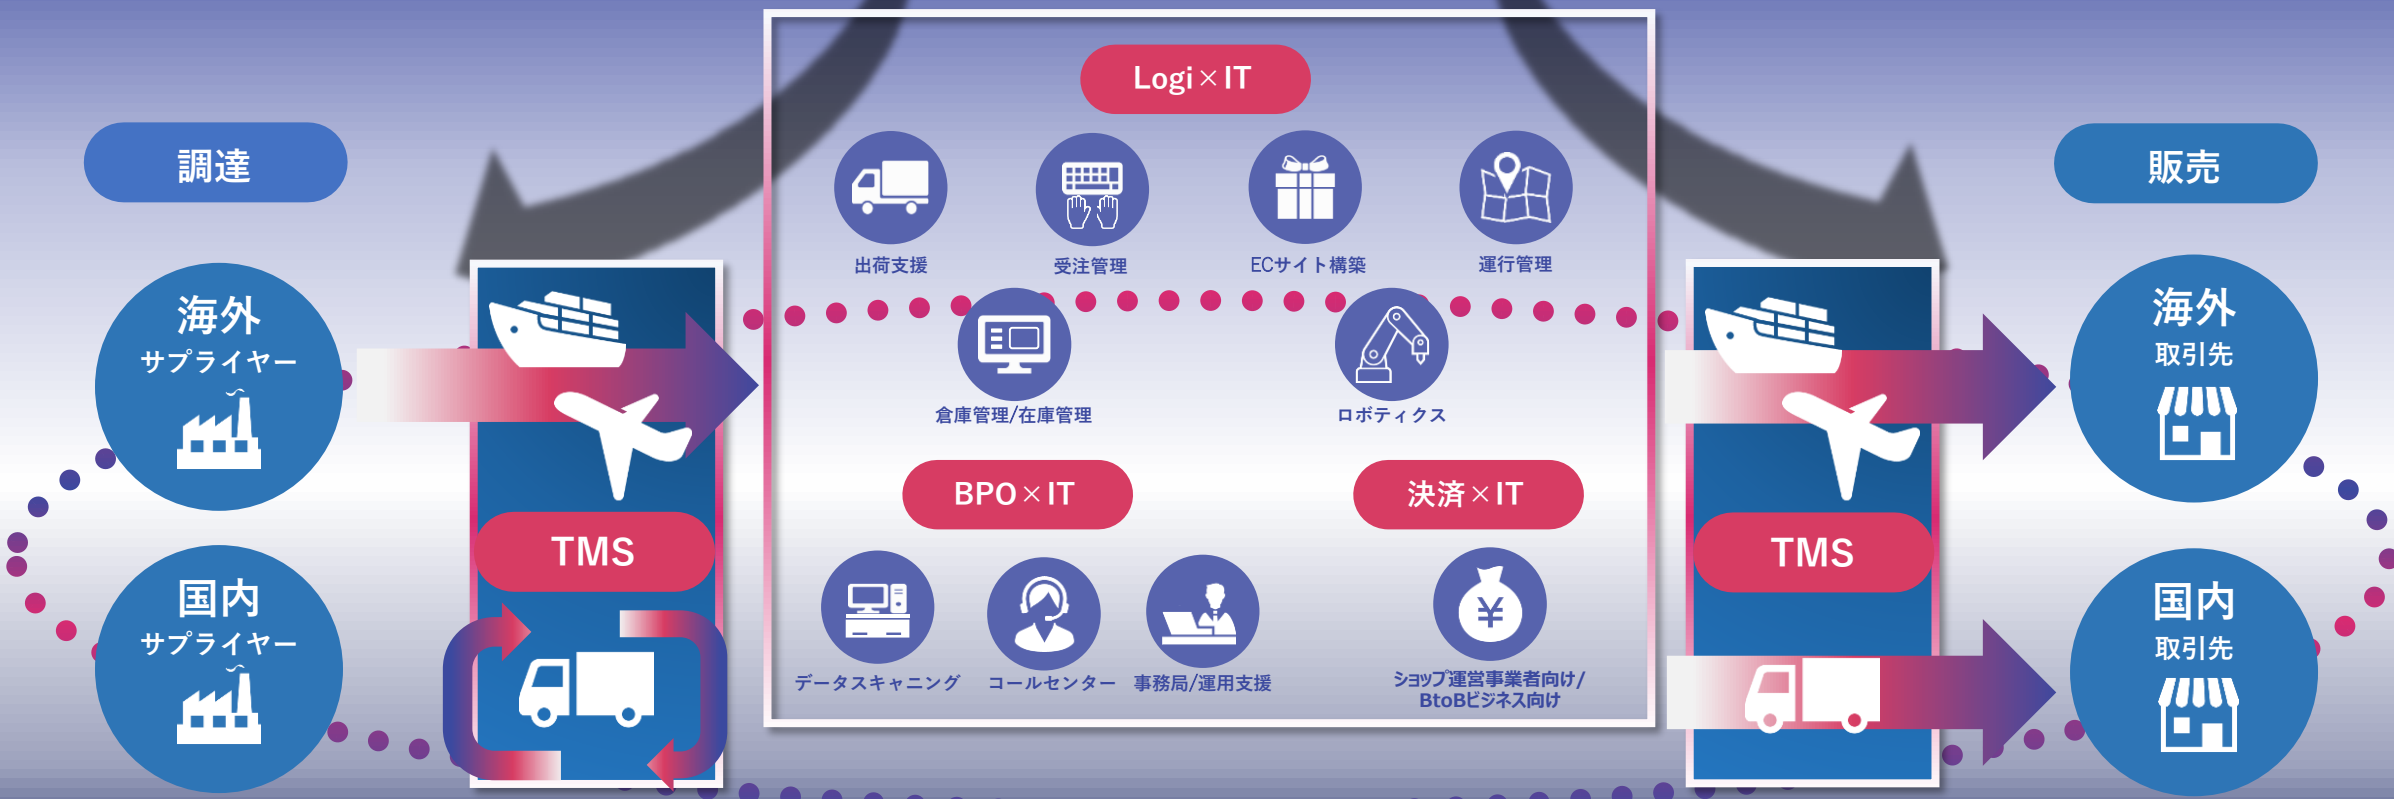 調達
海外
サプライヤー
国内
サプライヤー
TMS
Logi×IT
出荷支援
受注管理
ECサイト構築
運行管理
倉庫管理/在庫管理
ロボティクス
BPO×IT
決済×IT
データスキャニング
コールセンター
事務局/運用支援
ショップ運営事業者向け/
BtoBビジネス向け
TMS
販売
海外
取引先
国内
取引先